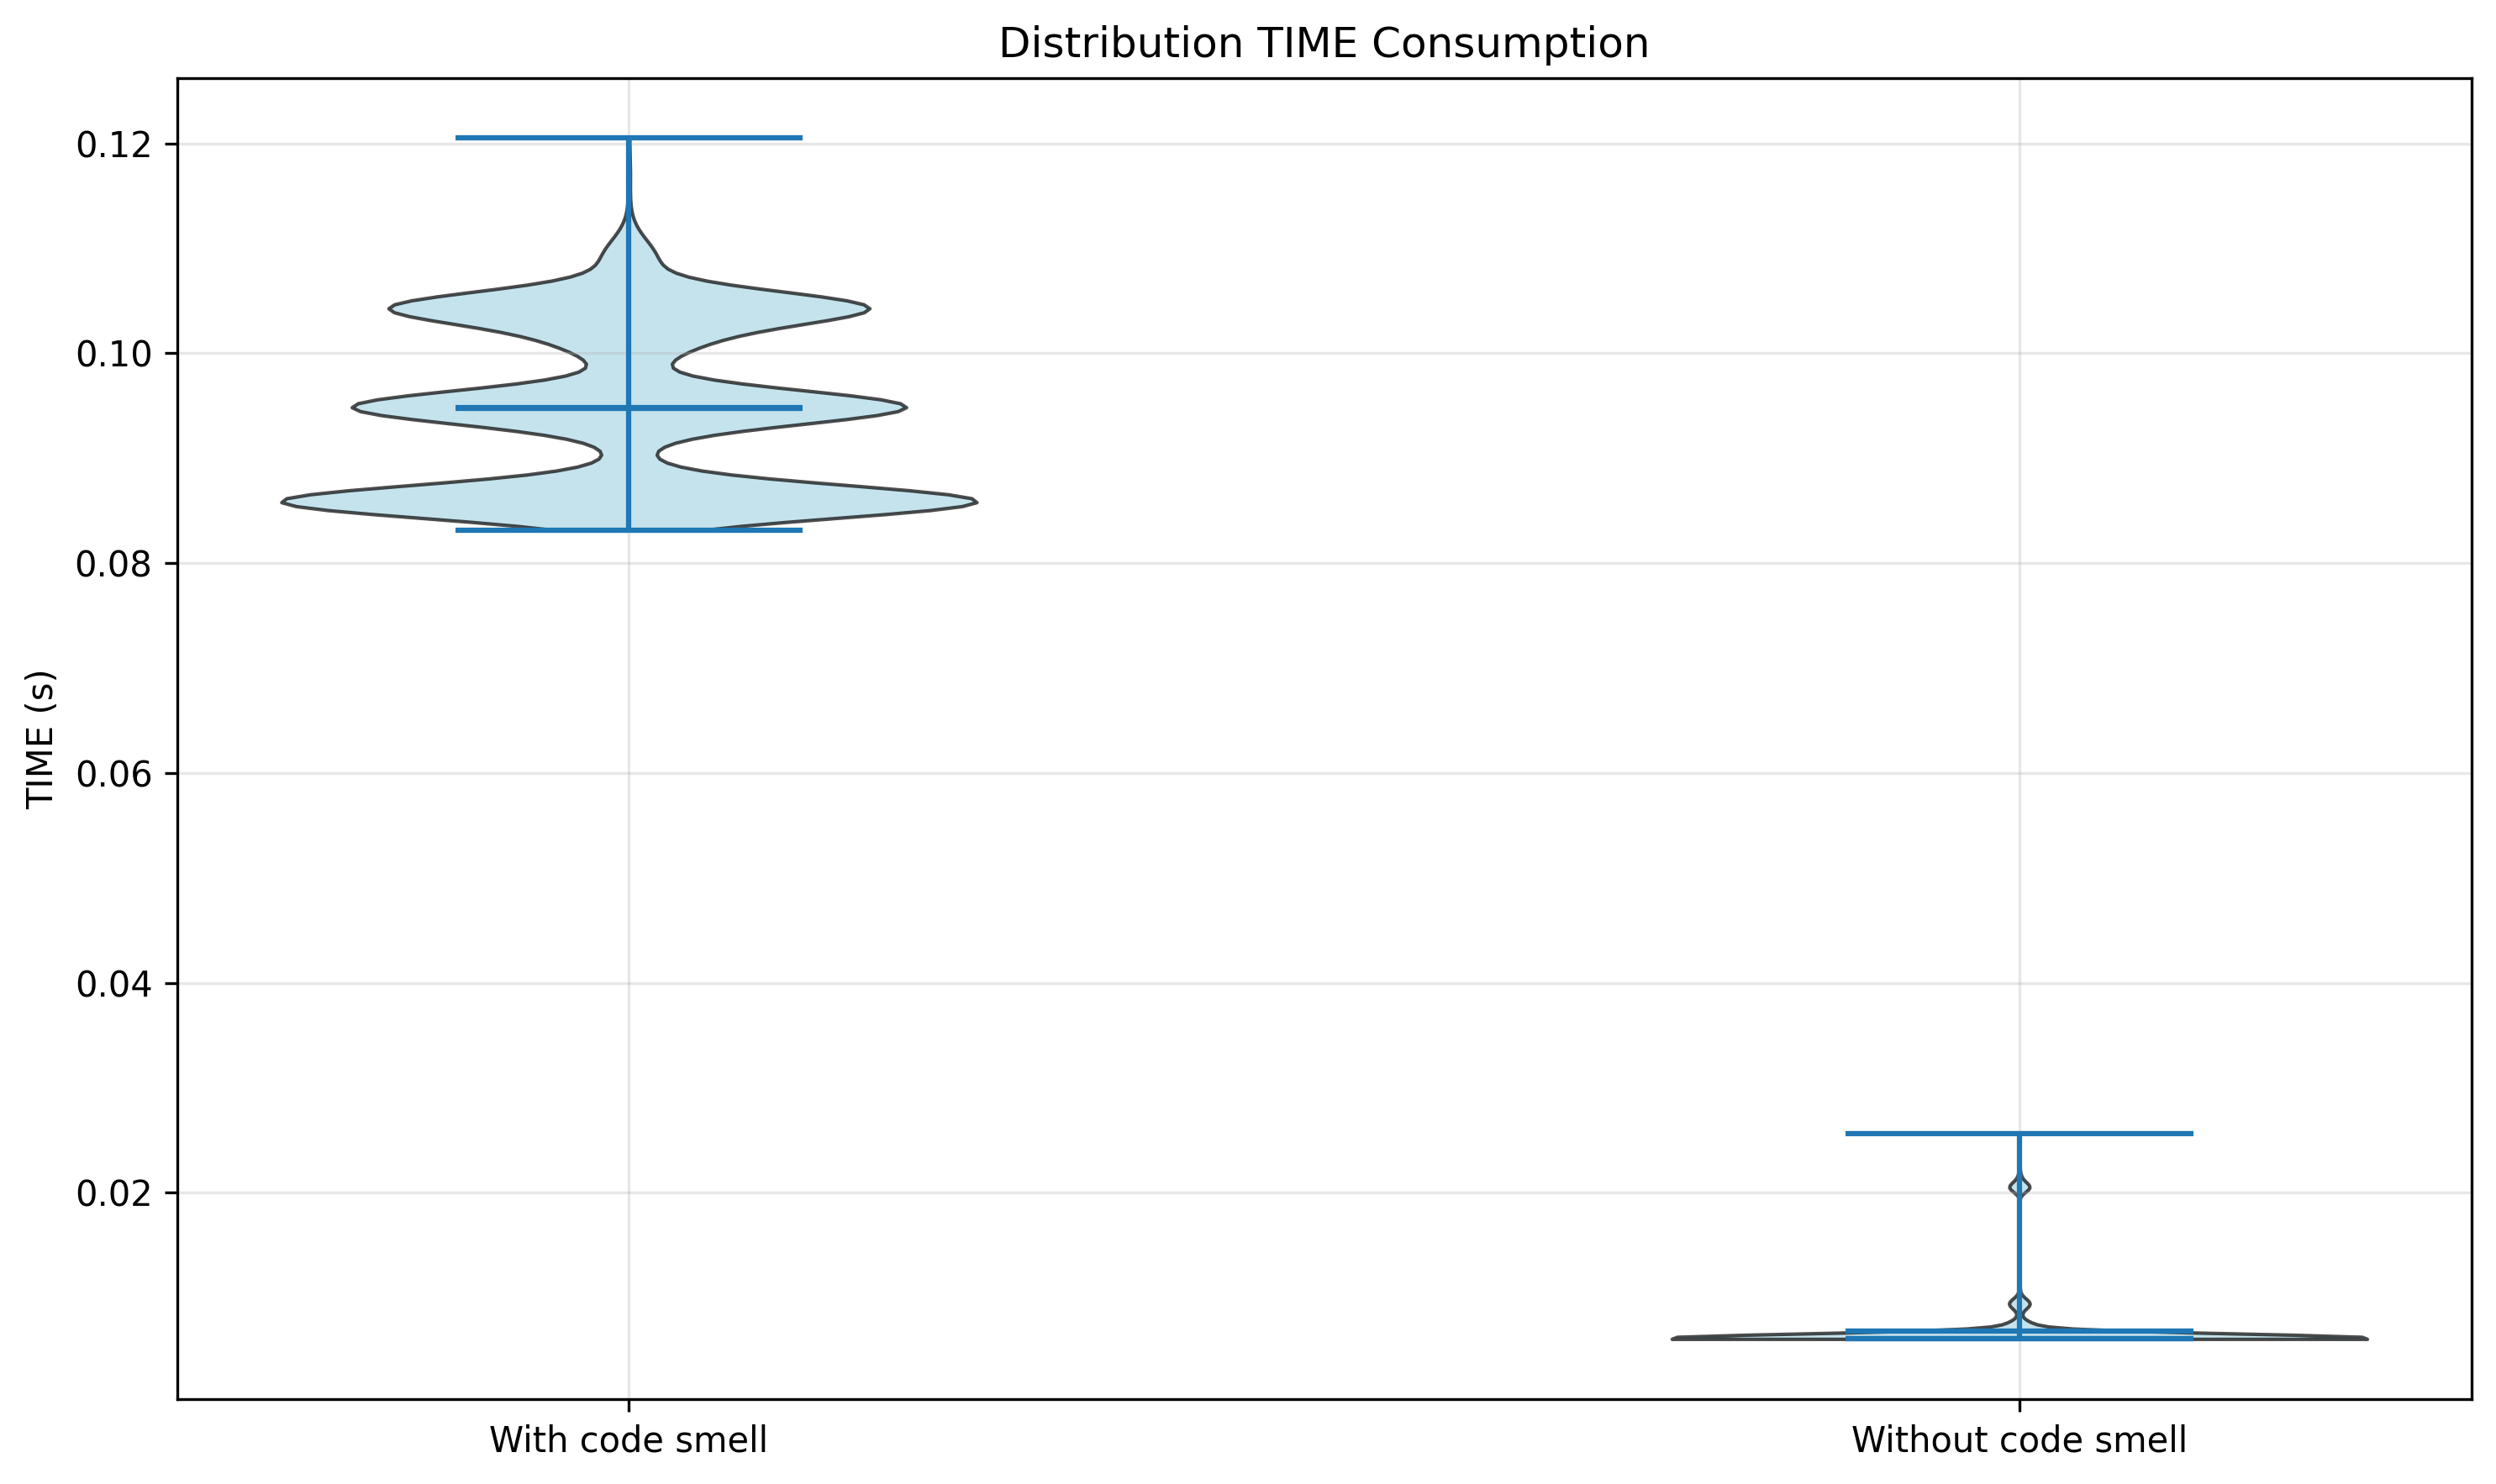 Distribution TIME Consumption
TIME (s)
0.12
0.10
0.08
0.06
0.04
0.02
With code smell
Without code smell